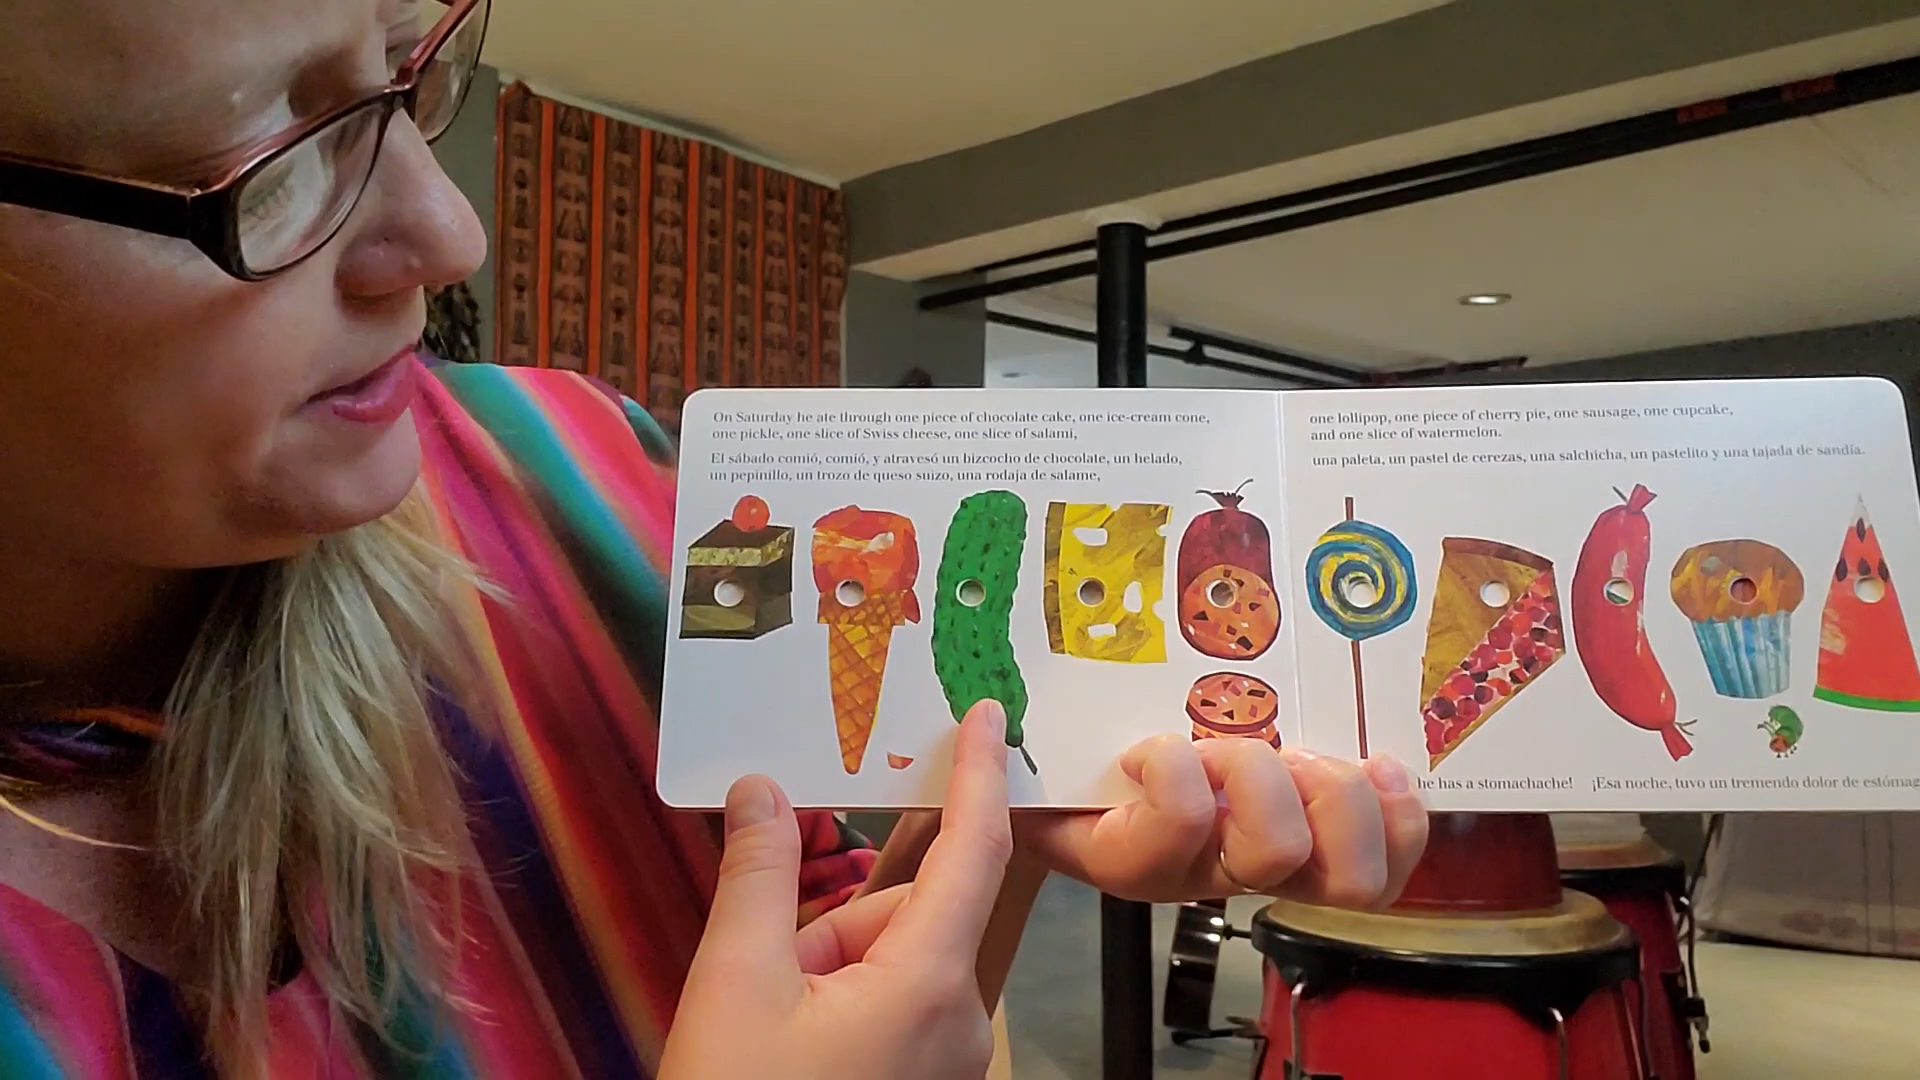 On Saturday he ate through one piece of chocolate cake, one ice-cream cone,
one pickle, one slice of Swiss cheese, one slice of salami,
El sábado comió, comió, y atravesó un bizcocho de chocolate, un helado,
un pepinillo, un trozo de queso suizo, una rodaja de salame,
one lollipop, one piece of cherry pie, one sausage, one cupcake,
and one slice of watermelon.
una paleta, un pastel de cerezas, una salchicha, un pastelito y una tajada de sandía.
he has a stomachache! ¡Esa noche, tuvo un tremendo dolor de